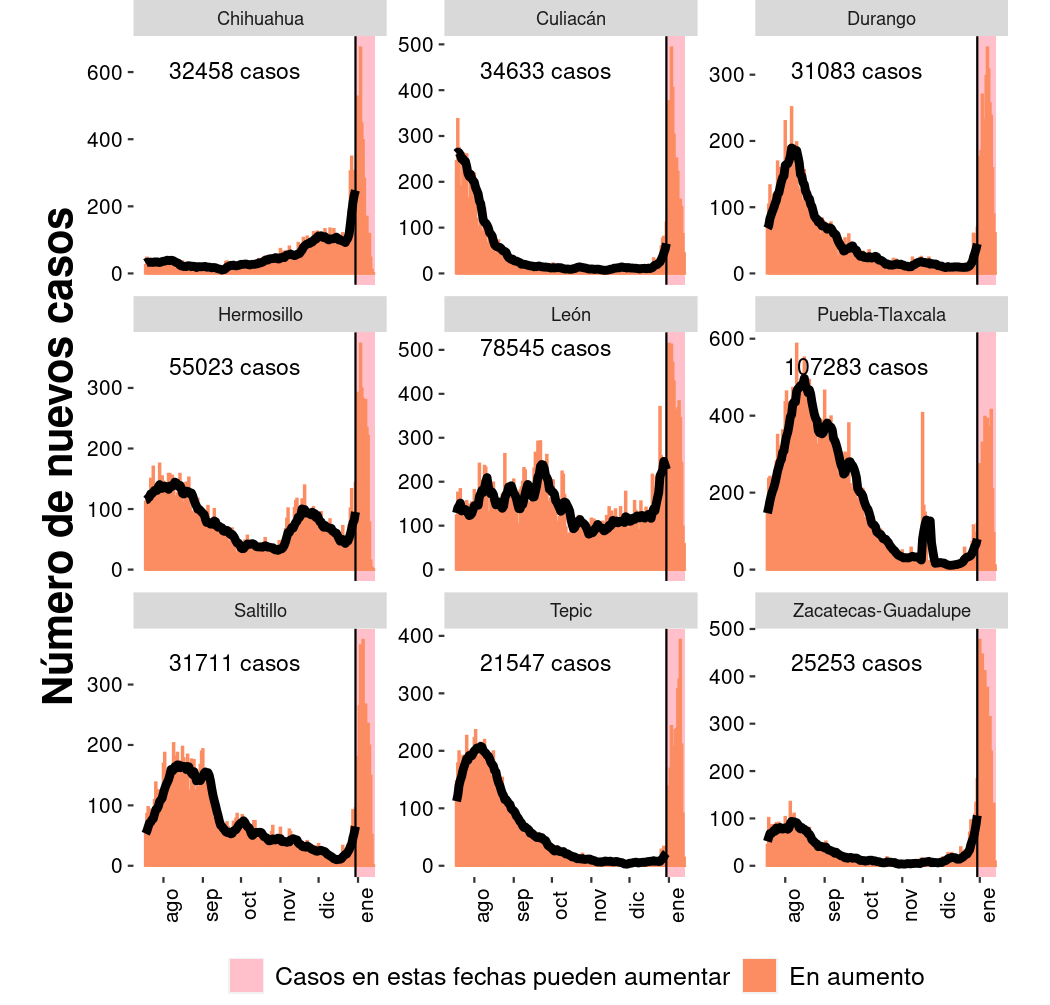 Número de nuevos casos
Chihuahua
32458 casos
600
400
200
0
Culiacán
34633 casos
500
400
300
200
100
0
Durango
31083 casos
300
200
100
0
Hermosillo
55023 casos
300
200
100
0
León
78545 casos
500
400
300
200
100
0
Puebla-Tlaxcala
107283 casos
600
400
200
0
Saltillo
31711 casos
300
200
100
0
ago sep oct nov dic ene
Tepic
21547 casos
400
300
200
100
0
ago sep oct nov dic ene
Zacatecas-Guadalupe
25253 casos
500
400
300
200
100
0
ago sep oct nov dic ene
Casos en estas fechas pueden aumentar
En aumento